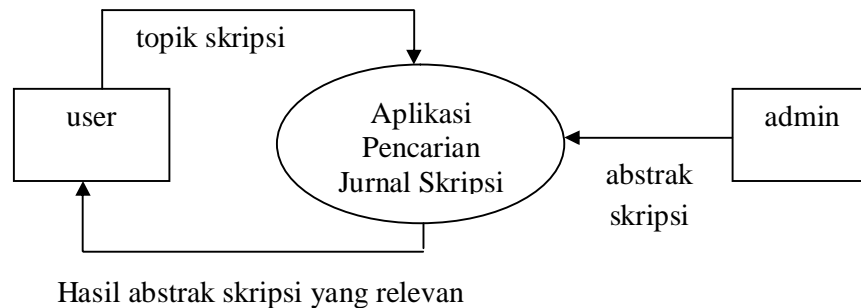 topik skripsi
user
Aplikasi
Pencarian
Jurnal Skripsi
admin
abstrak
skripsi
Hasil abstrak skripsi yang relevan